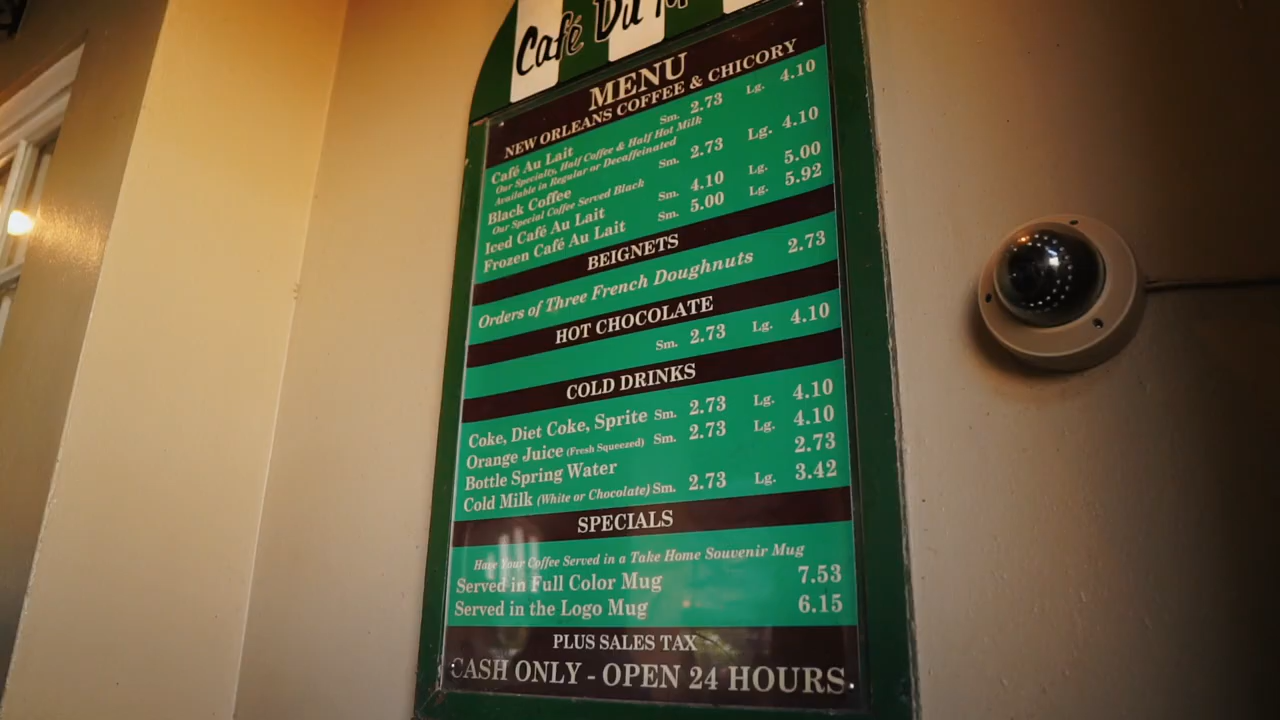 Café Du
MENU
NEW ORLEANS COFFEE & CHICORY
Café Au Lait Sm. 2.73 Lg. 4.10
Our Specialty, Half Coffee & Half Hot Milk
Available in Regular or Decaffeinated
Black Coffee Sm. 2.73 Lg. 4.10
Our Special Coffee Served Black
Iced Café Au Lait Sm. 4.10 Lg. 5.00
Frozen Café Au Lait Sm. 5.00 Lg. 5.92
BEIGNETS
Orders of Three French Doughnuts 2.73
HOT CHOCOLATE
Sm. 2.73 Lg. 4.10
COLD DRINKS
Coke, Diet Coke, Sprite Sm. 2.73 Lg. 4.10
Orange Juice (Fresh Squeezed) Sm. 2.73 Lg. 4.10
Bottle Spring Water 2.73
Cold Milk (White or Chocolate) Sm. 2.73 Lg. 3.42
SPECIALS
Have Your Coffee Served in a Take Home Souvenir Mug
Served in Full Color Mug 7.53
Served in the Logo Mug 6.15
PLUS SALES TAX
CASH ONLY - OPEN 24 HOURS